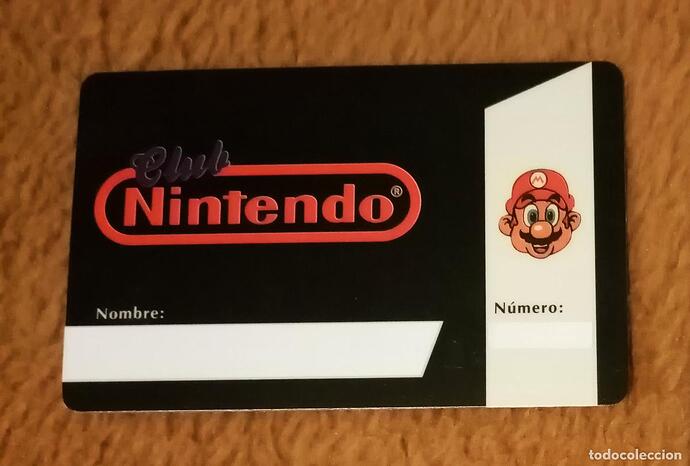 Club
Nintendo®
M
Nombre:
Número:
todocoleccion